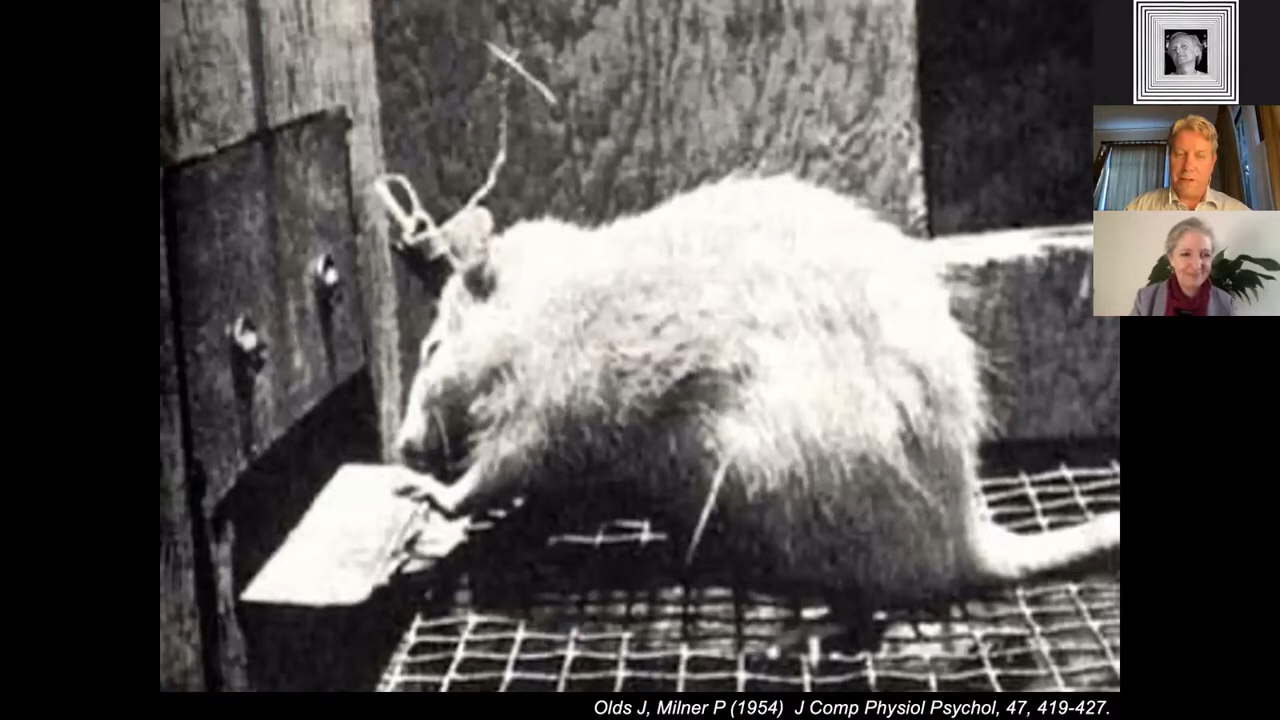 Olds J, Milner P (1954)  J Comp Physiol Psychol, 47, 419-427.